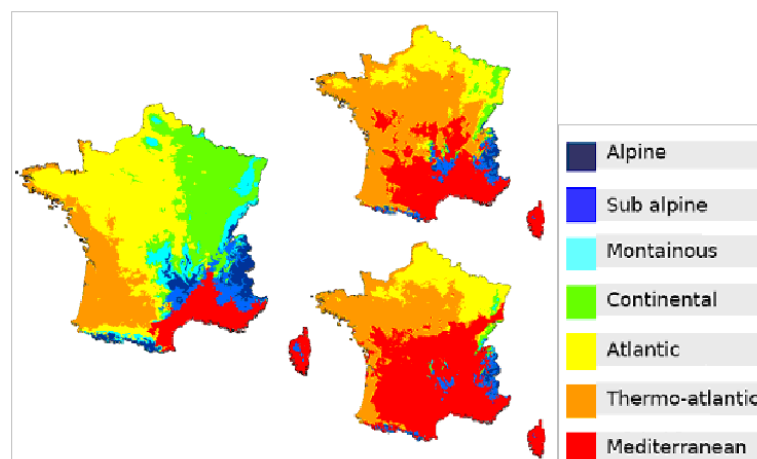 Alpine
Sub alpine
Montainous
Continental
Atlantic
Thermo-atlantic
Mediterranean